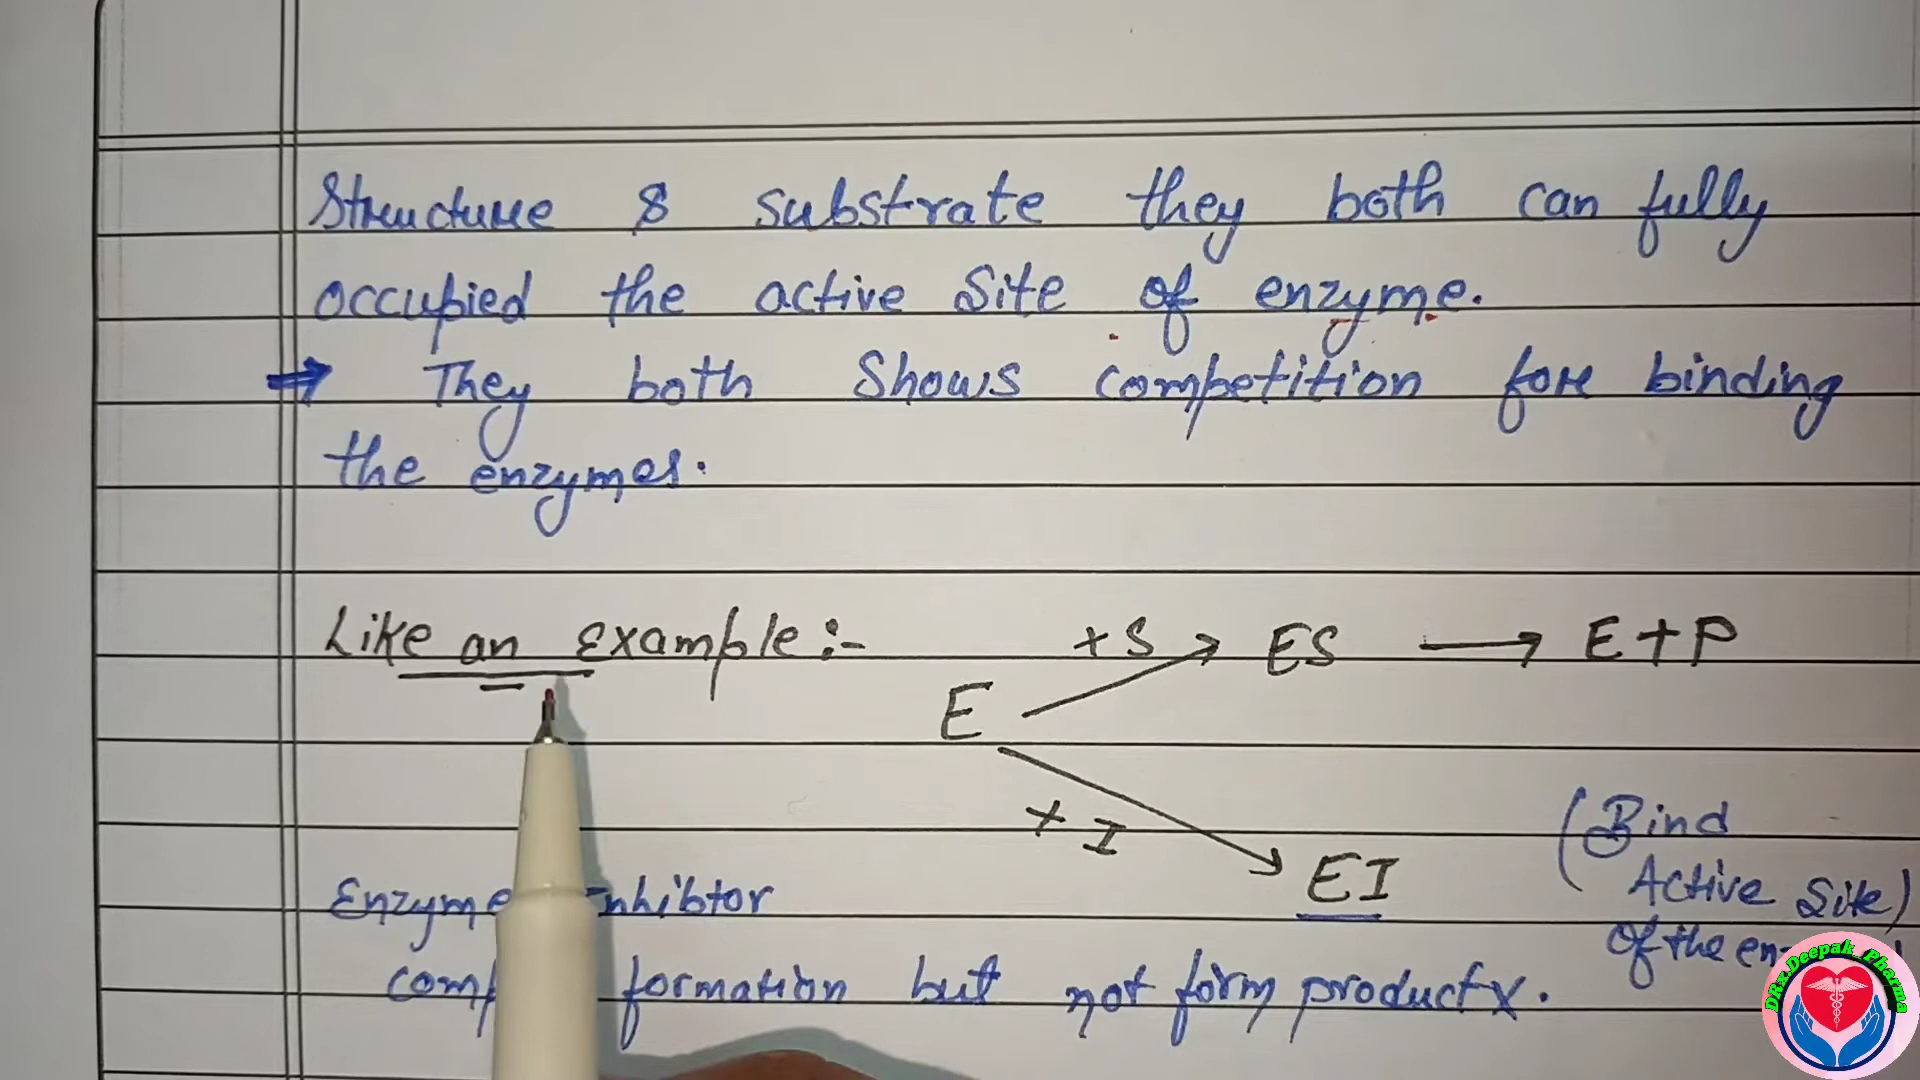 Structure & substrate they both can fully
occupied the active site of enzyme.
⇒ They both shows competition fore binding
the enzymes.
Like an example:-
+S ES → E+P
E
+ I
EI
(Bind
Active Site)
of the
Enzyme Inhibtor
formation but not form product x.
DRx.Deepak_Pharma